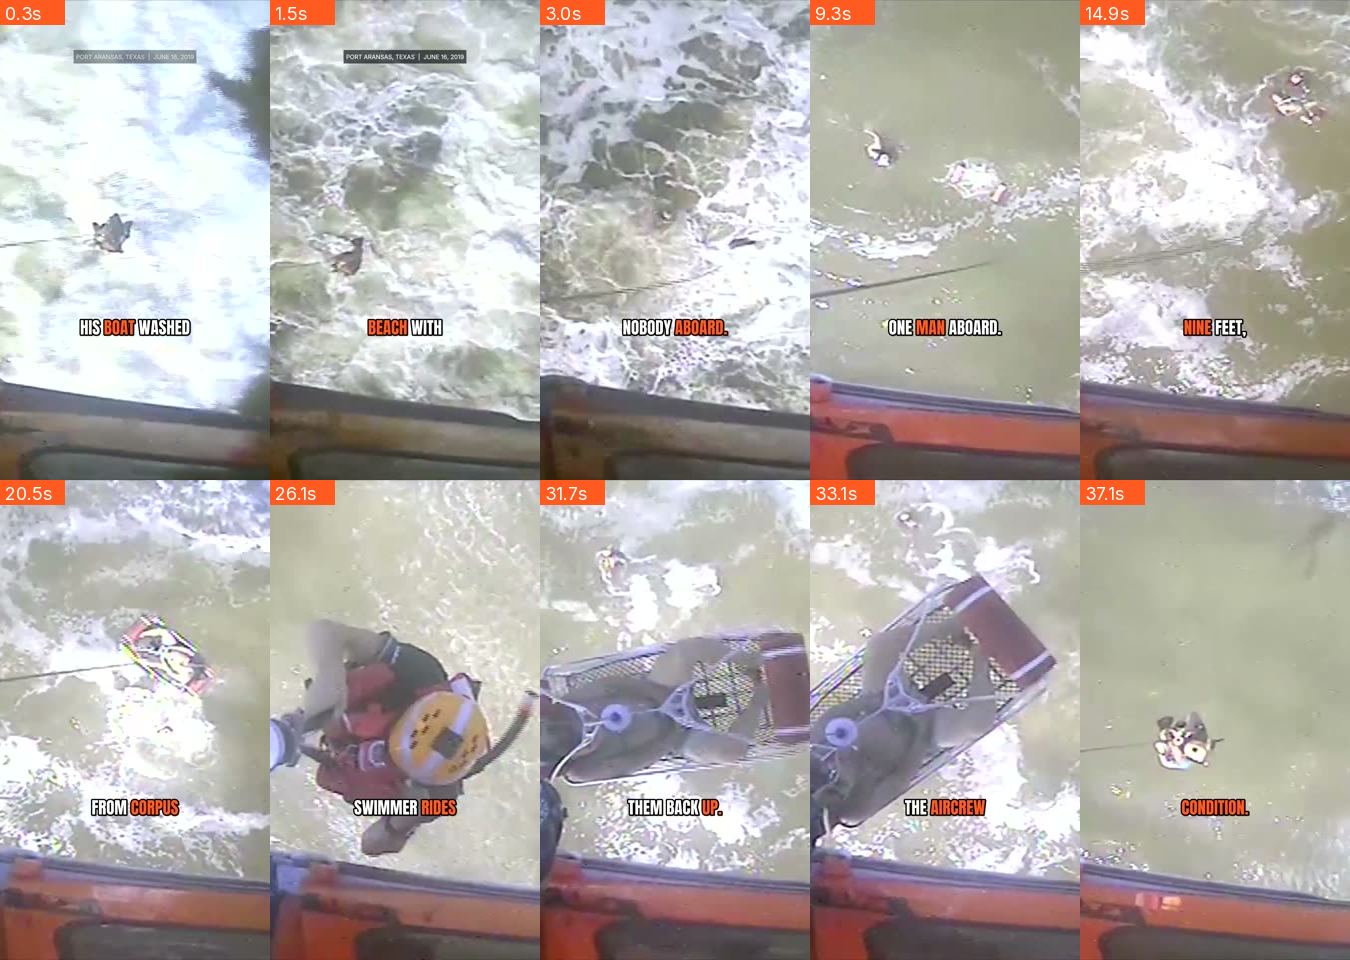 0.3s
PORT ARANSAS, TEXAS | JUNE 16, 2019
HIS BOAT WASHED
1.5s
PORT ARANSAS, TEXAS | JUNE 16, 2019
BEACH WITH
3.0s
NOBODY ABOARD.
9.3s
ONE MAN ABOARD.
14.9s
NINE FEET,
20.5s
FROM CORPUS
26.1s
SWIMMER RIDES
31.7s
THEM BACK UP.
33.1s
THE AIRCREW
37.1s
CONDITION.